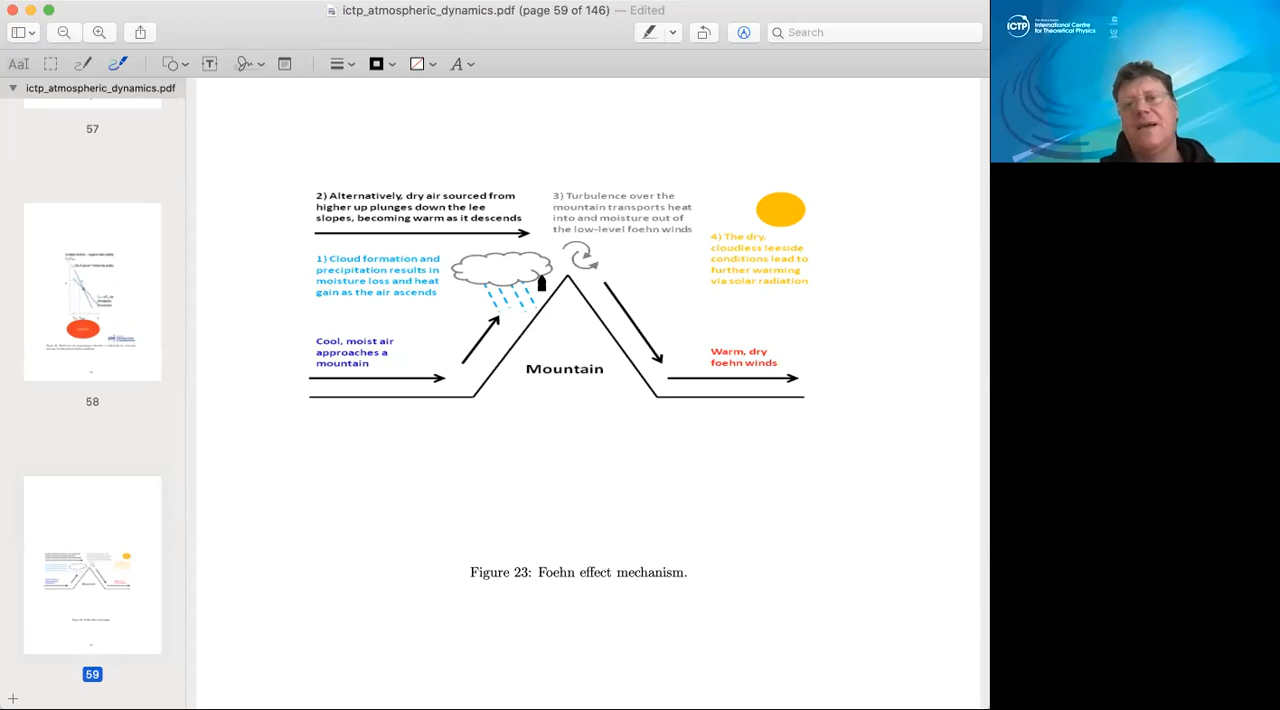 ictp_atmospheric_dynamics.pdf (page 59 of 146) — Edited
Search
AaI
T
A
ictp_atmospheric_dynamics.pdf
57
58
59
2) Alternatively, dry air sourced from
higher up plunges down the lee
slopes, becoming warm as it descends
3) Turbulence over the
mountain transports heat
into and moisture out of
the low-level foehn winds
4) The dry,
cloudless leeside
conditions lead to
further warming
via solar radiation
1) Cloud formation and
precipitation results in
moisture loss and heat
gain as the air ascends
Cool, moist air
approaches a
mountain
Mountain
Warm, dry
foehn winds
Figure 23: Foehn effect mechanism.
ICTP
International Centre
for Theoretical Physics